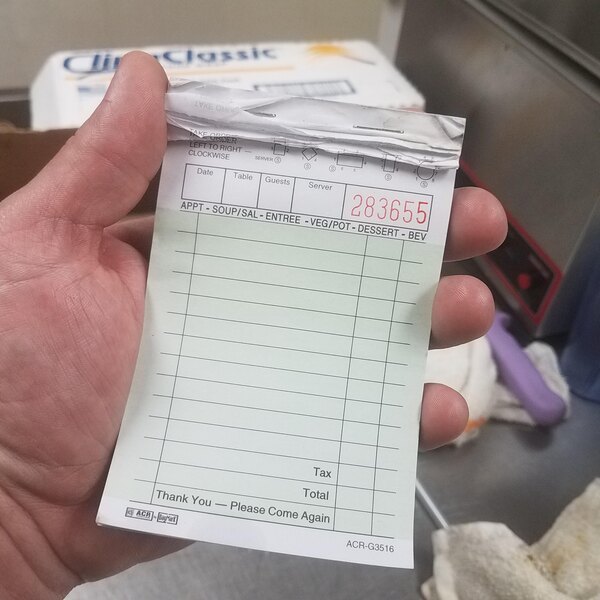 ClineClassic
TAKE ORDER
LEFT TO RIGHT —
CLOCKWISE
SERVER
Date Table Guests Server
283655
APPT - SOUP/SAL - ENTREE - VEG/POT - DESSERT - BEV
Tax
Total
Thank You — Please Come Again
ACR
ACR-G3516